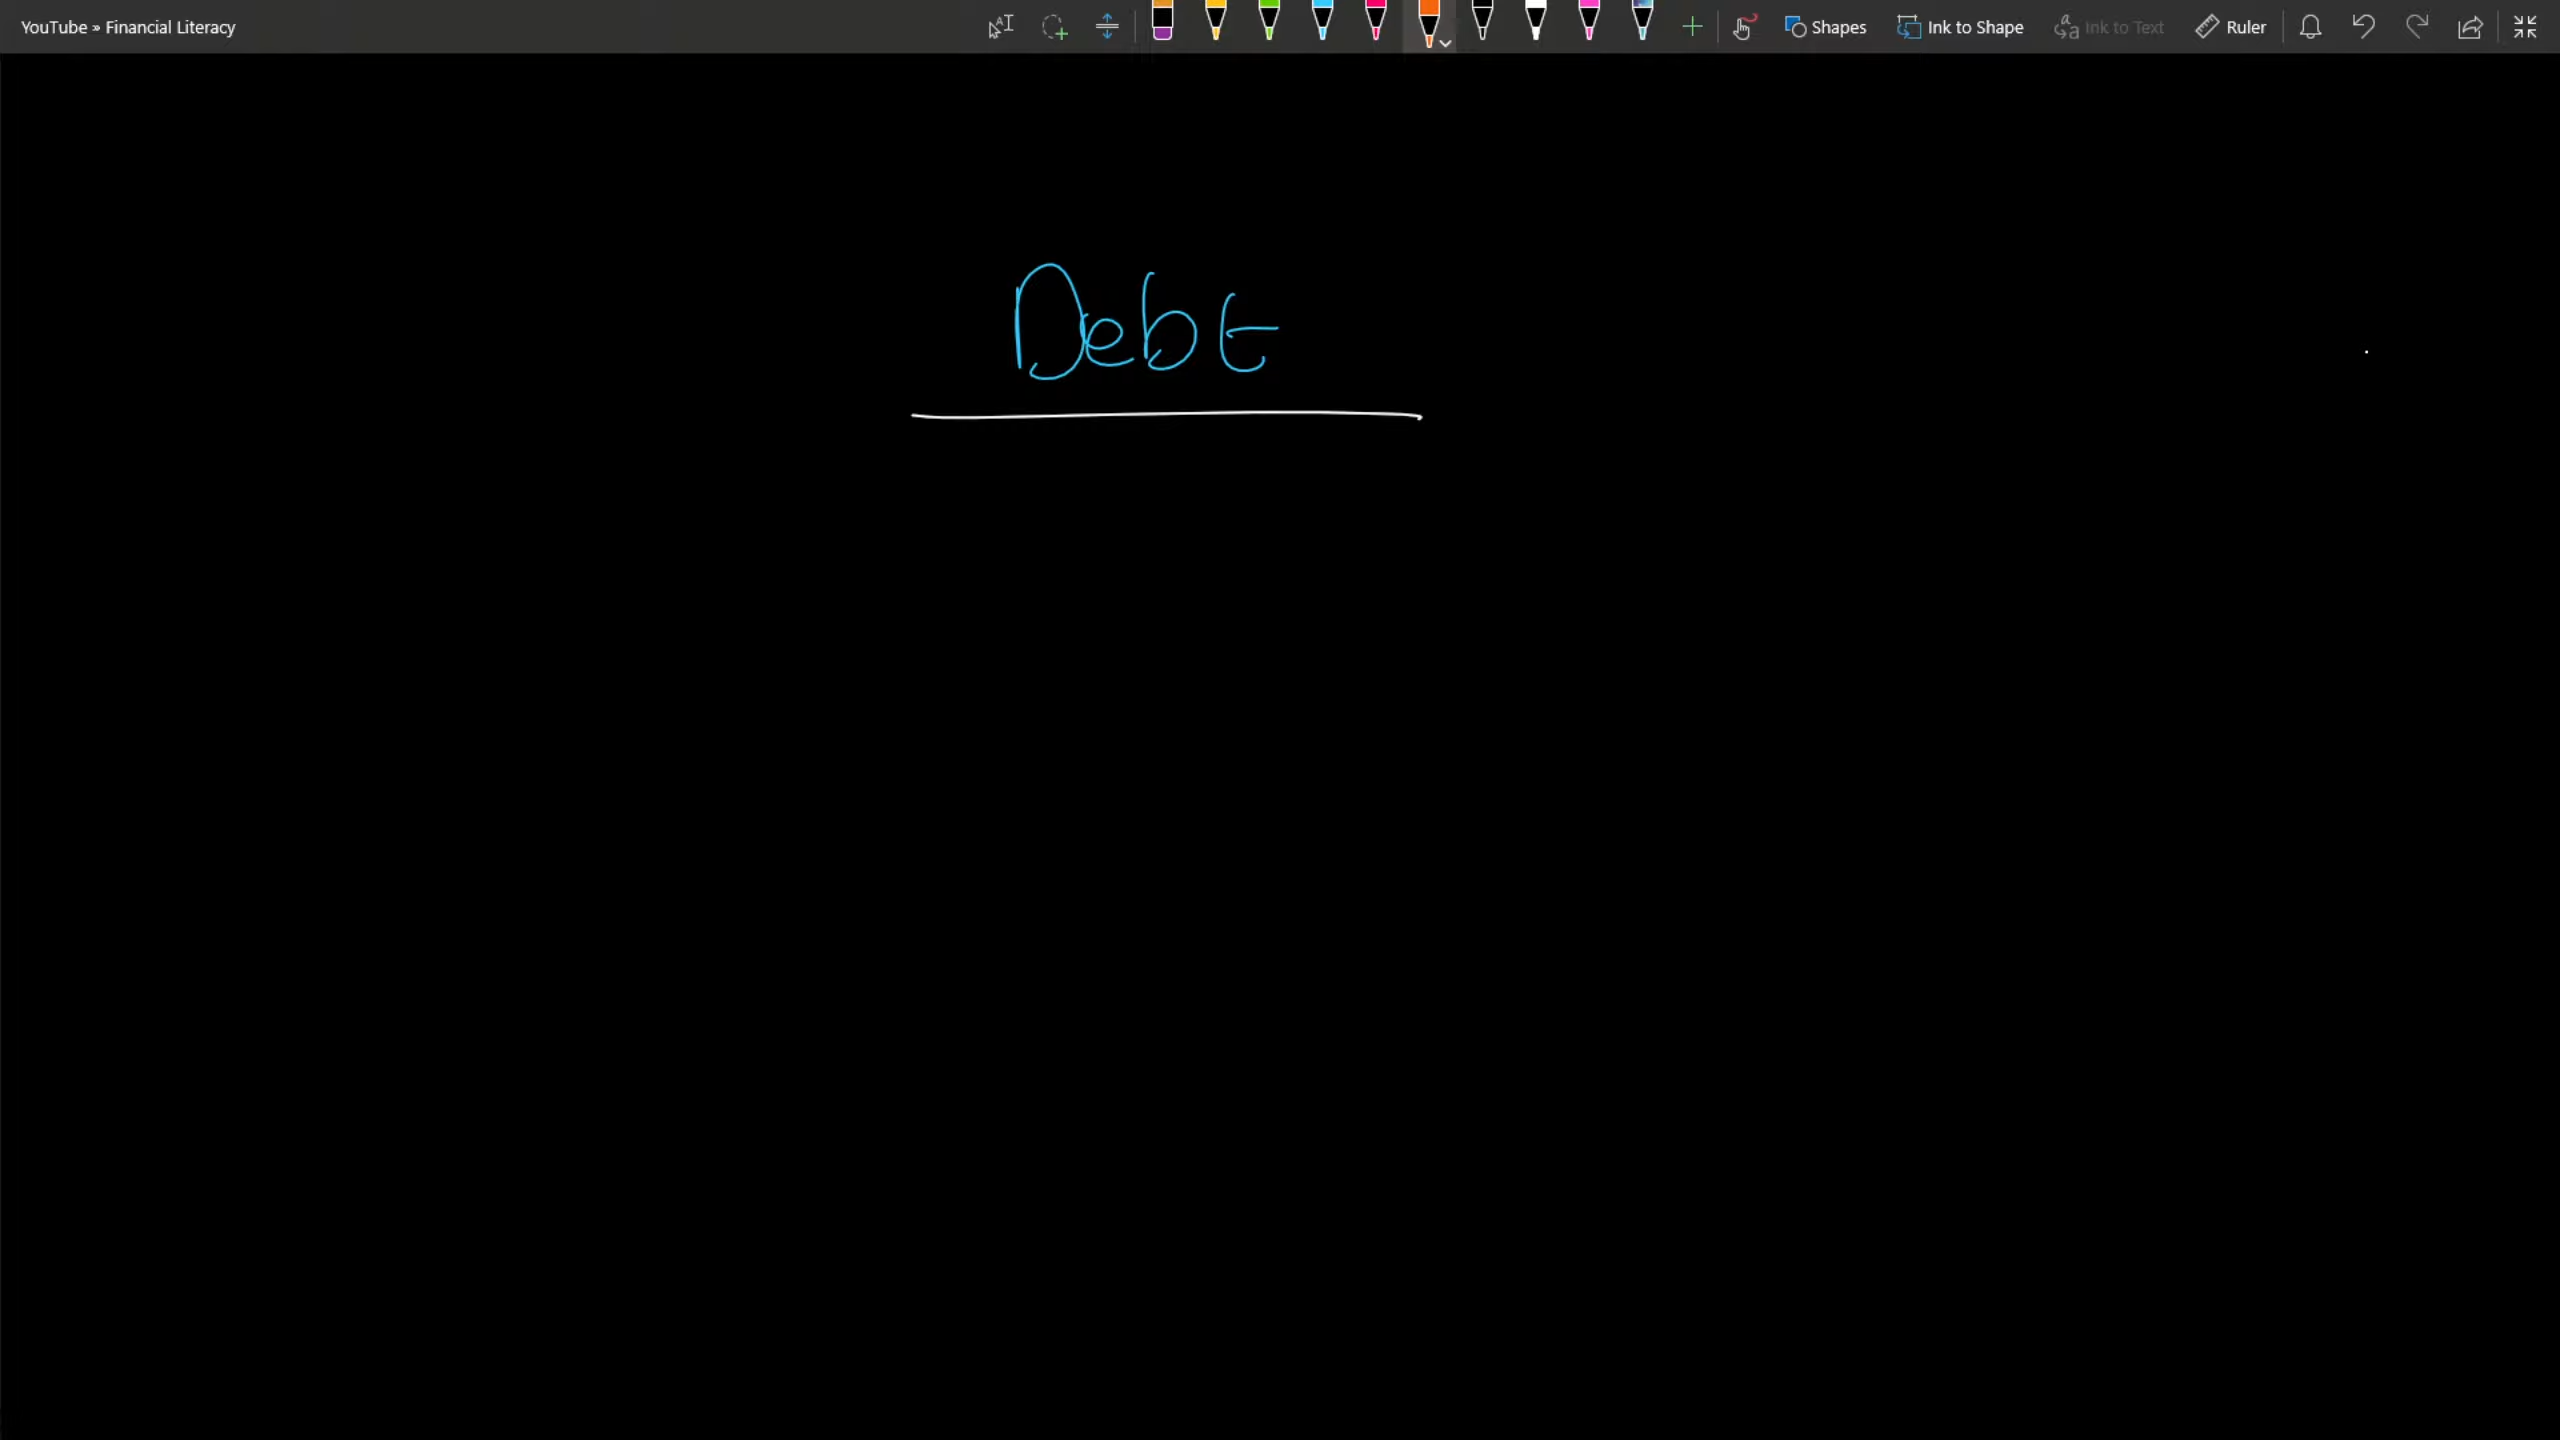 YouTube » Financial Literacy
Shapes
Ink to Shape
Ink to Text
Ruler
Debt